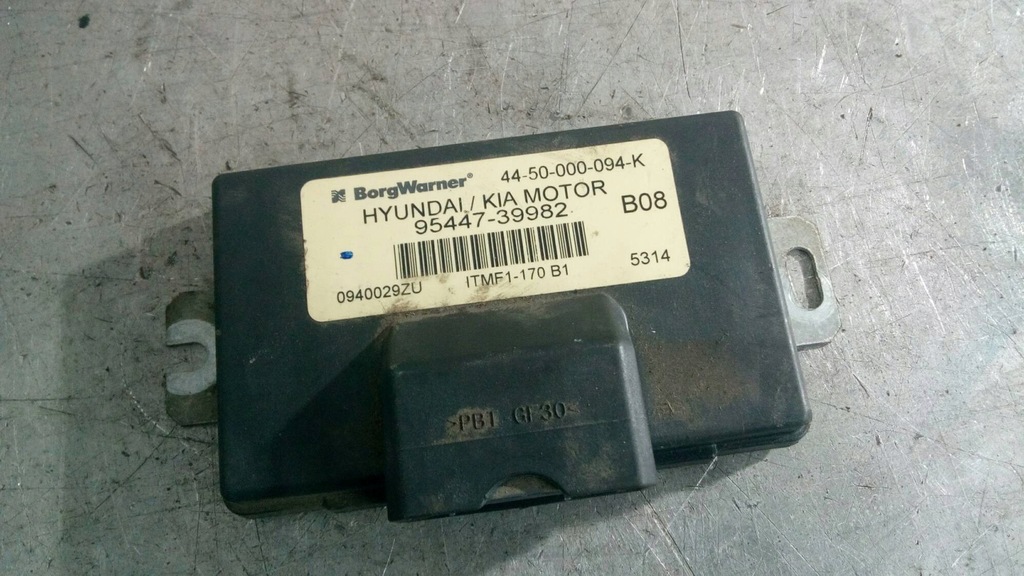 BorgWarner® 44-50-000-094-K
HYUNDAI / KIA MOTOR
95447-39982 B08
5314
0940029ZU ITMF1-170 B1
>PBT GF30<